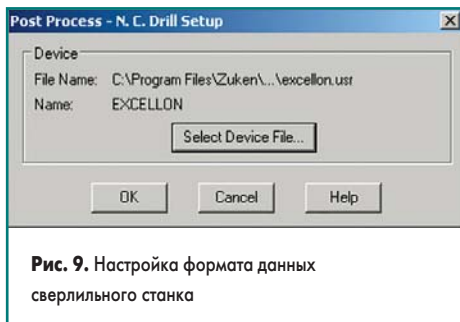 Post Process - N. C. Drill Setup
Device
File Name: C:\Program Files\Zuken\...\excellon.usr
Name: EXCELLON
Select Device File...
OK Cancel Help
Рис. 9. Настройка формата данных
сверлильного станка